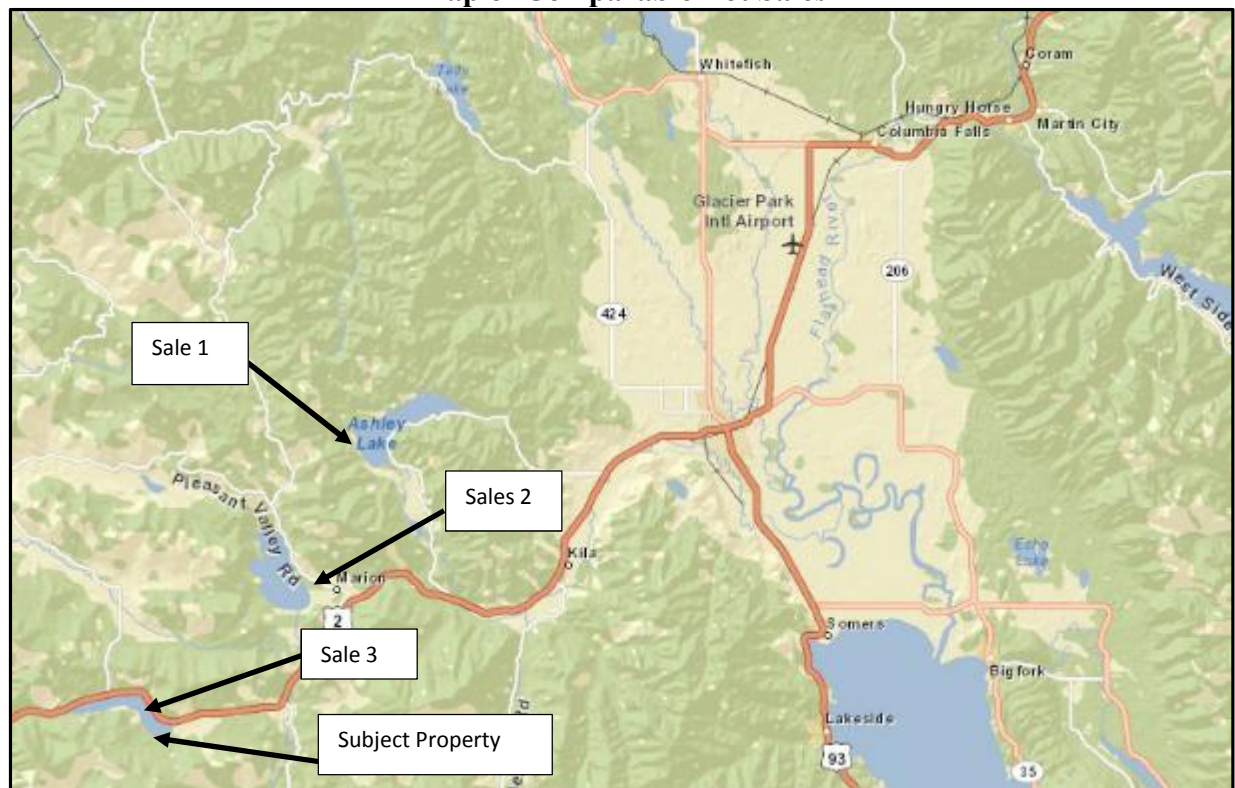 Whitefish
Coram
Hungry Horse
Martin City
Columbia Falls
Glacier Park
Intl Airport
Flathead River
206
West Side
424
Sale 1
Ashley
Lake
Sales 2
Pleasant Valley Rd
Kila
Echo
Lake
Marion
2
Somers
Sale 3
Bigfork
Subject Property
Lakeside
93
35